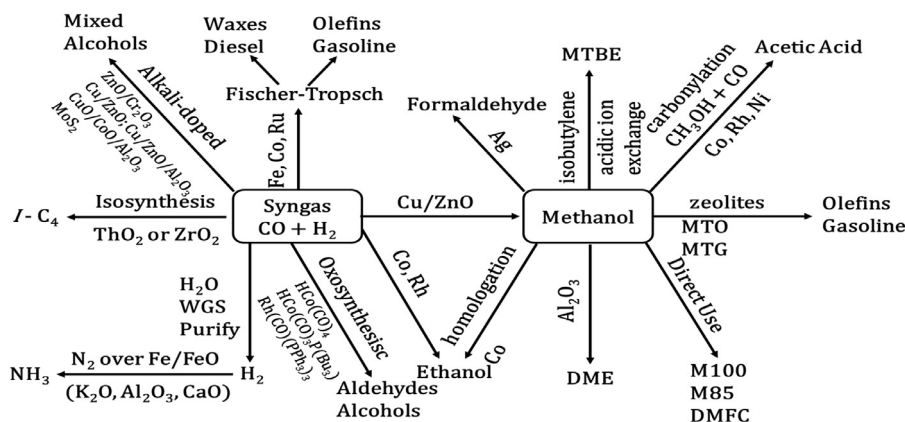 Mixed
Alcohols
Waxes
Diesel
Olefins
Gasoline
Fischer-Tropsch
Alkali-doped
ZnO/Cr₂O₃
Cu/ZnO; Cu/ZnO/Al₂O₃
CuO/CoO/Al₂O₃
MoS₂
Fe, Co, Ru
I- C₄
Isosynthesis
ThO₂ or ZrO₂
Syngas
CO + H₂
Cu/ZnO
Methanol
Formaldehyde
Ag
MTBE
isobutylene
acidic ion
exchange
Acetic Acid
carbonylation
CH₃OH + CO
Co, Rh, Ni
zeolites
MTO
MTG
Olefins
Gasoline
H₂O
WGS
Purify
Oxosynthesisc
HCo(CO)₄
HCo(CO)₃P(Bu₃)
Rh(CO)(PPh₃)₃
Co, Rh
homologation
Co
Al₂O₃
Direct Use
NH₃
N₂ over Fe/FeO
(K₂O, Al₂O₃, CaO)
H₂
Aldehydes
Alcohols
Ethanol
DME
M100
M85
DMFC